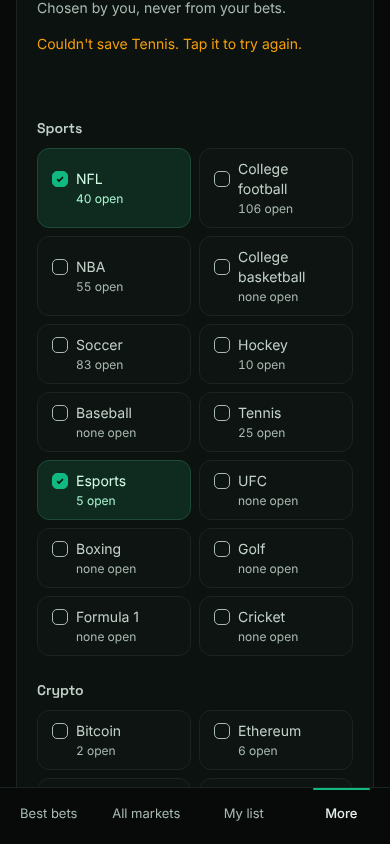 Chosen by you, never from your bets.
Couldn't save Tennis. Tap it to try again.
Sports
NFL
40 open
College
football
106 open
NBA
55 open
College
basketball
none open
Soccer
83 open
Hockey
10 open
Baseball
none open
Tennis
25 open
Esports
5 open
UFC
none open
Boxing
none open
Golf
none open
Formula 1
none open
Cricket
none open
Crypto
Bitcoin
2 open
Ethereum
6 open
Best bets
All markets
My list
More